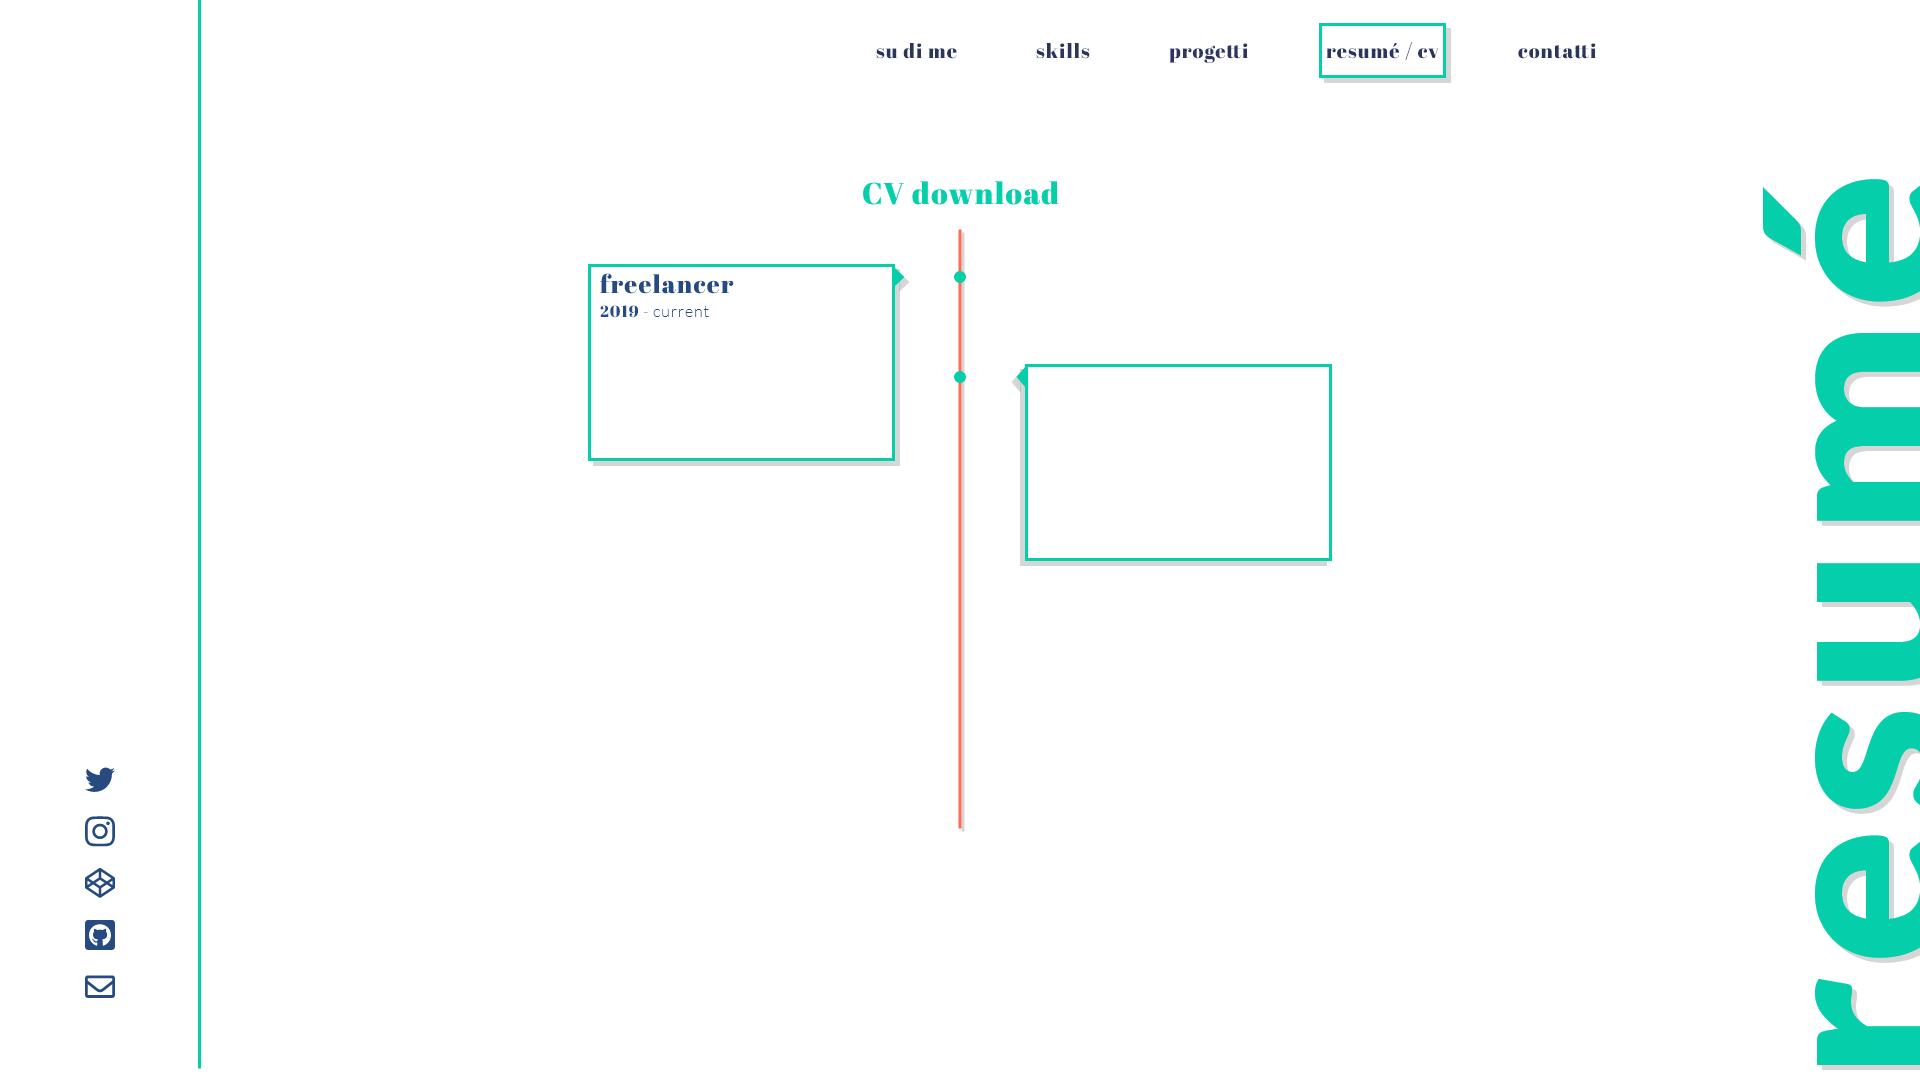 su di me
skills
progetti
resumé / cv
contatti
CV download
freelancer
2019 - current
resumé